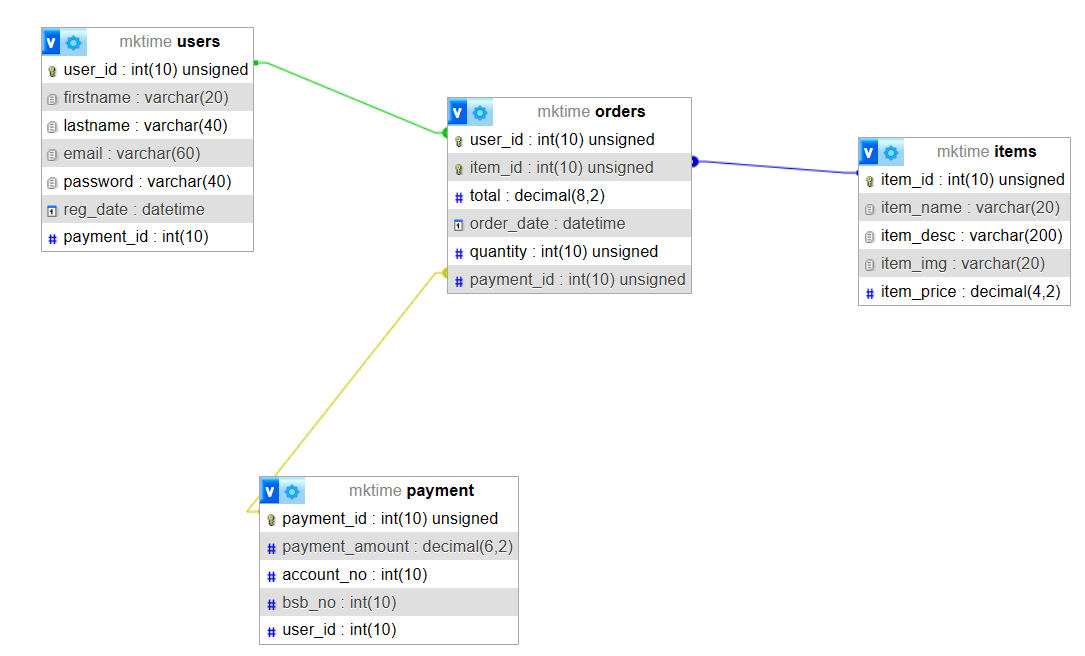 v mktime users
user_id : int(10) unsigned
firstname : varchar(20)
lastname : varchar(40)
email : varchar(60)
password : varchar(40)
reg_date : datetime
# payment_id : int(10)
v mktime orders
user_id : int(10) unsigned
item_id : int(10) unsigned
# total : decimal(8,2)
order_date : datetime
# quantity : int(10) unsigned
# payment_id : int(10) unsigned
v mktime items
item_id : int(10) unsigned
item_name : varchar(20)
item_desc : varchar(200)
item_img : varchar(20)
# item_price : decimal(4,2)
v mktime payment
payment_id : int(10) unsigned
# payment_amount : decimal(6,2)
# account_no : int(10)
# bsb_no : int(10)
# user_id : int(10)